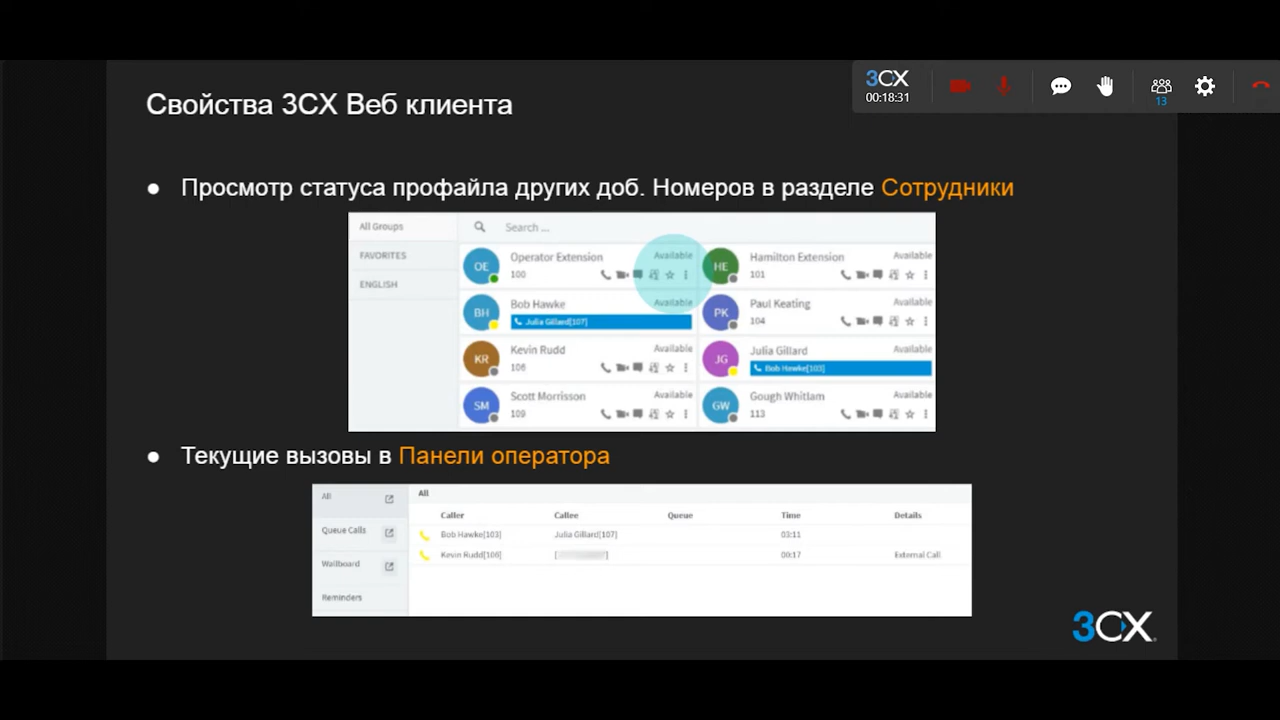 3CX
00:18:31
13
Свойства 3CX Веб клиента
● Просмотр статуса профайла других доб. Номеров в разделе Сотрудники
All Groups
Search ...
FAVORITES
ENGLISH
OE
Operator Extension
Available
100
HE
Hamilton Extension
Available
101
BH
Bob Hawke
Available
Julia Gillard[107]
PK
Paul Keating
Available
104
KR
Kevin Rudd
Available
106
JG
Julia Gillard
Available
Bob Hawke[103]
SM
Scott Morrisson
Available
109
GW
Gough Whitlam
Available
113
● Текущие вызовы в Панели оператора
All
Queue Calls
Wallboard
Reminders
All
Caller Callee Queue Time Details
Bob Hawke[103] Julia Gillard[107] 03:11
Kevin Rudd[106] [ ] 00:17 External Call
3CX